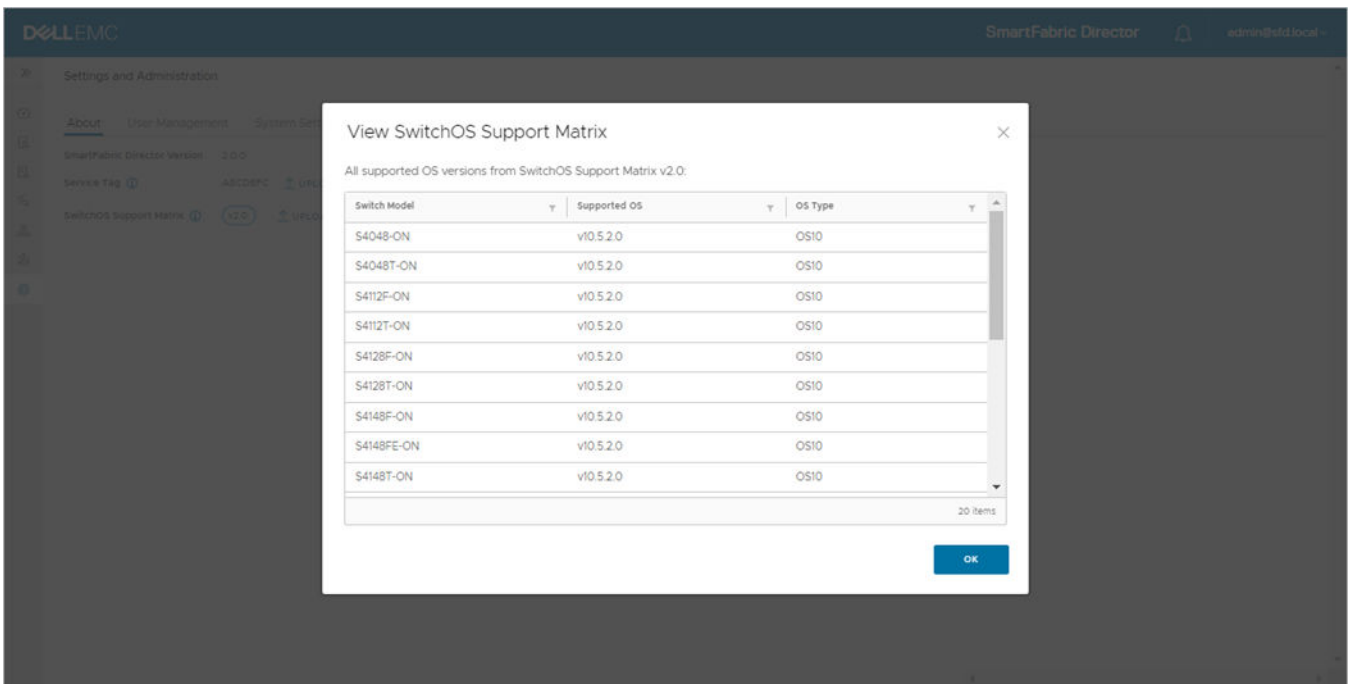 DELLEMC
SmartFabric Director
admin@sfd.local
Settings and Administration
About User Management System
SmartFabric Director Version 2.0.0
Service Tag
SwitchOS Support Matrix v2.0
View SwitchOS Support Matrix
All supported OS versions from SwitchOS Support Matrix v2.0:
Switch Model Supported OS OS Type
S4048-ON v10.5.2.0 OS10
S4048T-ON v10.5.2.0 OS10
S4112F-ON v10.5.2.0 OS10
S4112T-ON v10.5.2.0 OS10
S4128F-ON v10.5.2.0 OS10
S4128T-ON v10.5.2.0 OS10
S4148F-ON v10.5.2.0 OS10
S4148FE-ON v10.5.2.0 OS10
S4148T-ON v10.5.2.0 OS10
20 items
OK